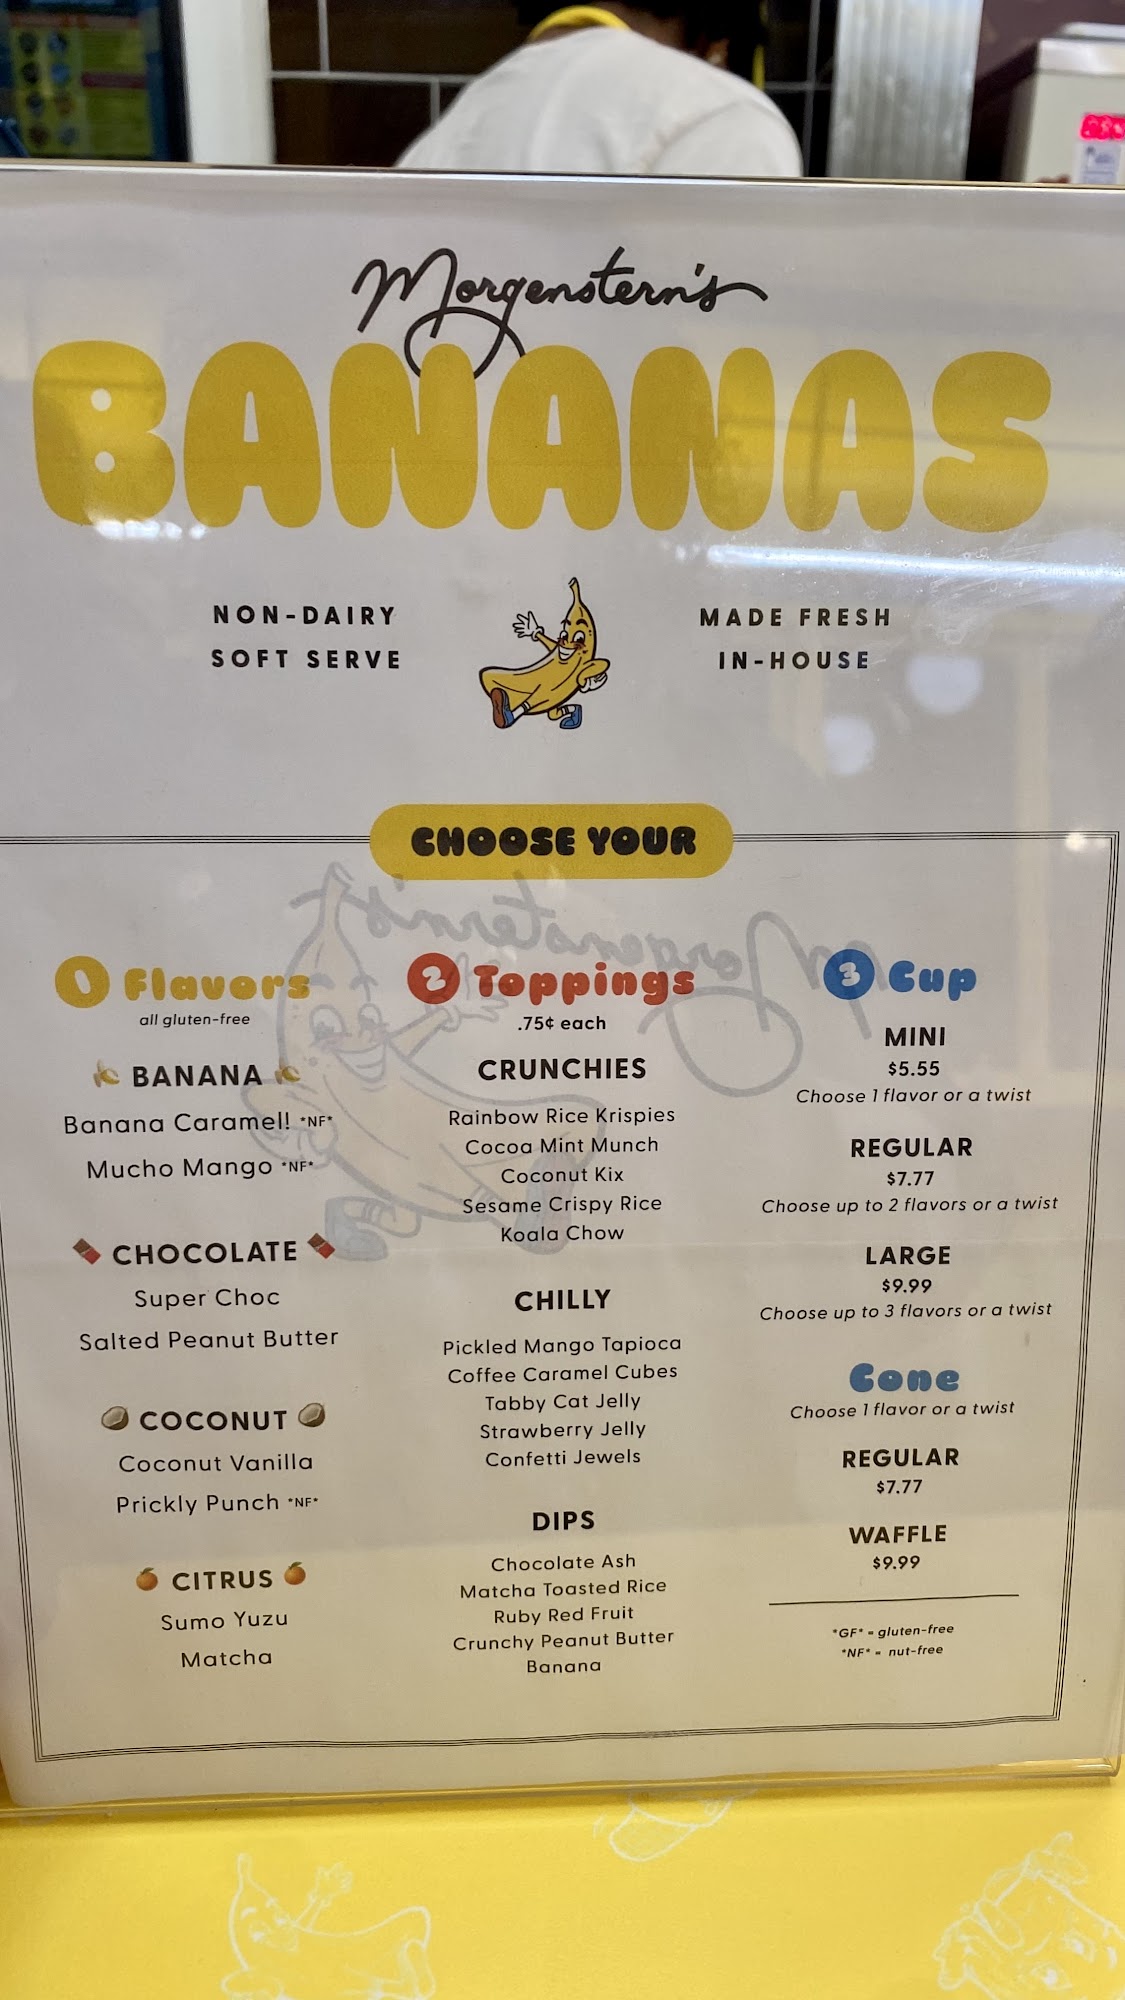 Morgenstern's
BANANAS
NON-DAIRY
SOFT SERVE
MADE FRESH
IN-HOUSE
CHOOSE YOUR
1 Flavors
all gluten-free
BANANA
Banana Caramel! *NF*
Mucho Mango *NF*
CHOCOLATE
Super Choc
Salted Peanut Butter
COCONUT
Coconut Vanilla
Prickly Punch *NF*
CITRUS
Sumo Yuzu
Matcha
2 Toppings
.75¢ each
CRUNCHIES
Rainbow Rice Krispies
Cocoa Mint Munch
Coconut Kix
Sesame Crispy Rice
Koala Chow
CHILLY
Pickled Mango Tapioca
Coffee Caramel Cubes
Tabby Cat Jelly
Strawberry Jelly
Confetti Jewels
DIPS
Chocolate Ash
Matcha Toasted Rice
Ruby Red Fruit
Crunchy Peanut Butter
Banana
3 Cup
MINI
$5.55
Choose 1 flavor or a twist
REGULAR
$7.77
Choose up to 2 flavors or a twist
LARGE
$9.99
Choose up to 3 flavors or a twist
Cone
Choose 1 flavor or a twist
REGULAR
$7.77
WAFFLE
$9.99
*GF* = gluten-free
*NF* = nut-free
Morgenstern's